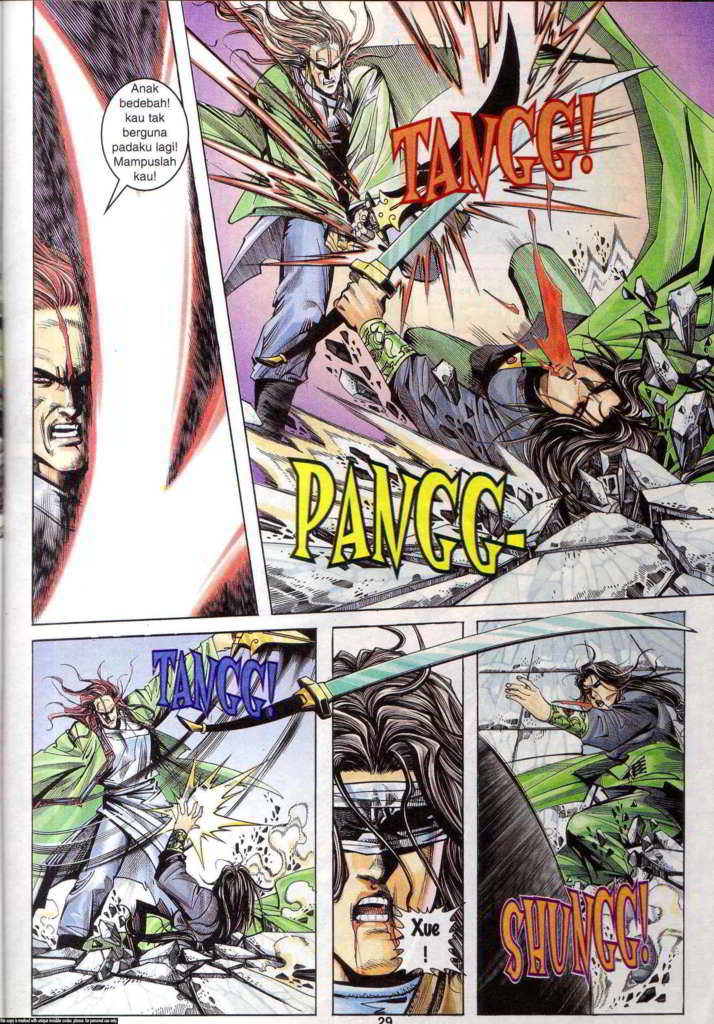 Anak
bedebah!
kau tak
berguna
padaku lagi!
Mampuslah
kau!
TANGG!
PANGG-
TANGG!
Xue
!
SHUNGG!
29